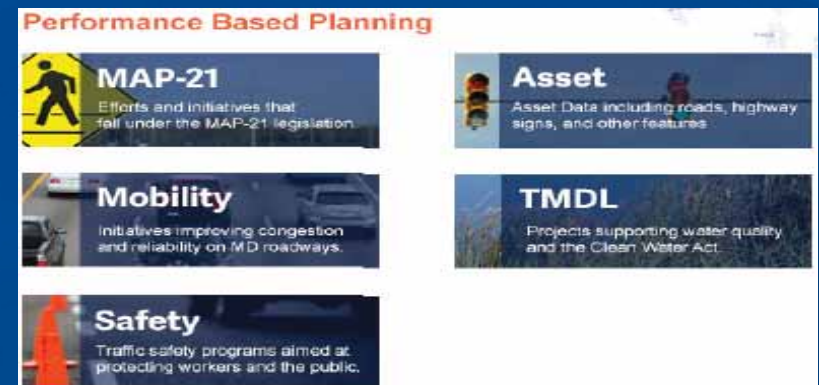 Performance Based Planning
MAP-21
Efforts and initiatives that
fall under the MAP-21 legislation.
Asset
Asset Data including roads, highway
signs, and other features
Mobility
Initiatives improving congestion
and reliability on MD roadways.
TMDL
Projects supporting water quality
and the Clean Water Act
Safety
Traffic safety programs aimed at
protecting workers and the public.